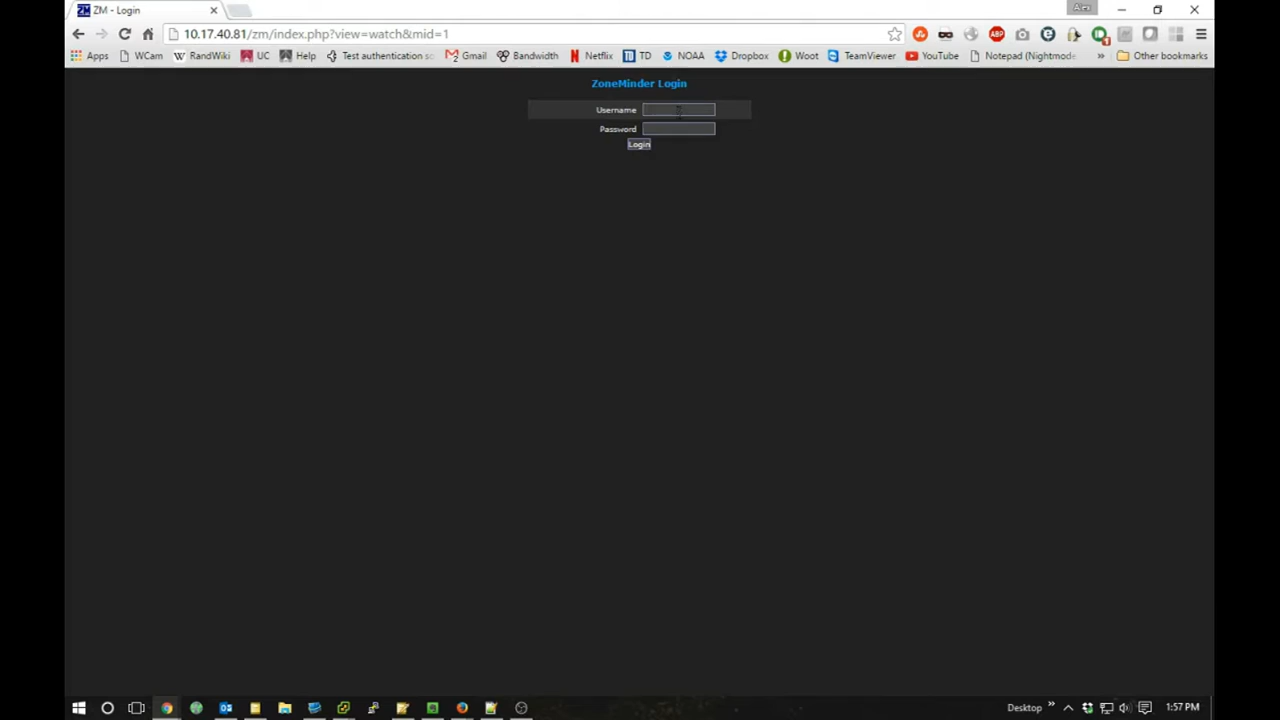 ZM - Login
Alex
10.17.40.81/zm/index.php?view=watch&mid=1
Apps WCam RandWiki UC Help Test authentication sc Gmail Bandwidth Netflix TD NOAA Dropbox Woot TeamViewer YouTube Notepad (Nightmode » Other bookmarks
ZoneMinder Login
Username
Password
Login
Desktop » 1:57 PM